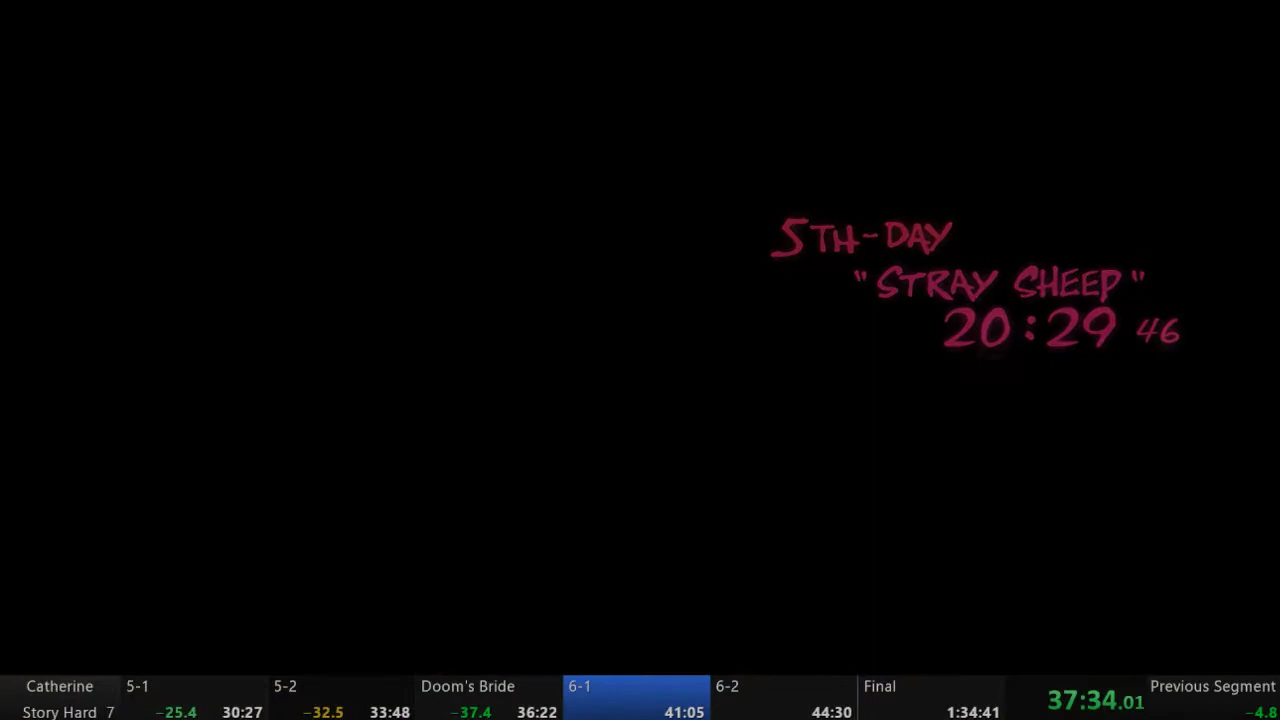 5TH-DAY
"STRAY SHEEP"
20:29 46
Catherine 5-1 5-2 Doom's Bride 6-1 6-2 Final 37:34.01 Previous Segment
Story Hard 7 -25.4 30:27 -32.5 33:48 -37.4 36:22 41:05 44:30 1:34:41 -4.8